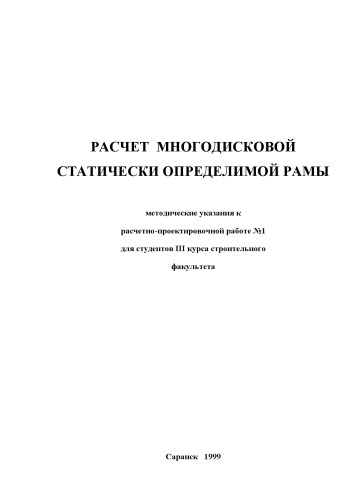 РАСЧЕТ МНОГОДИСКОВОЙ
СТАТИЧЕСКИ ОПРЕДЕЛИМОЙ РАМЫ
методические указания к
расчетно-проектировочной работе №1
для студентов III курса строительного
факультета
Саранск 1999